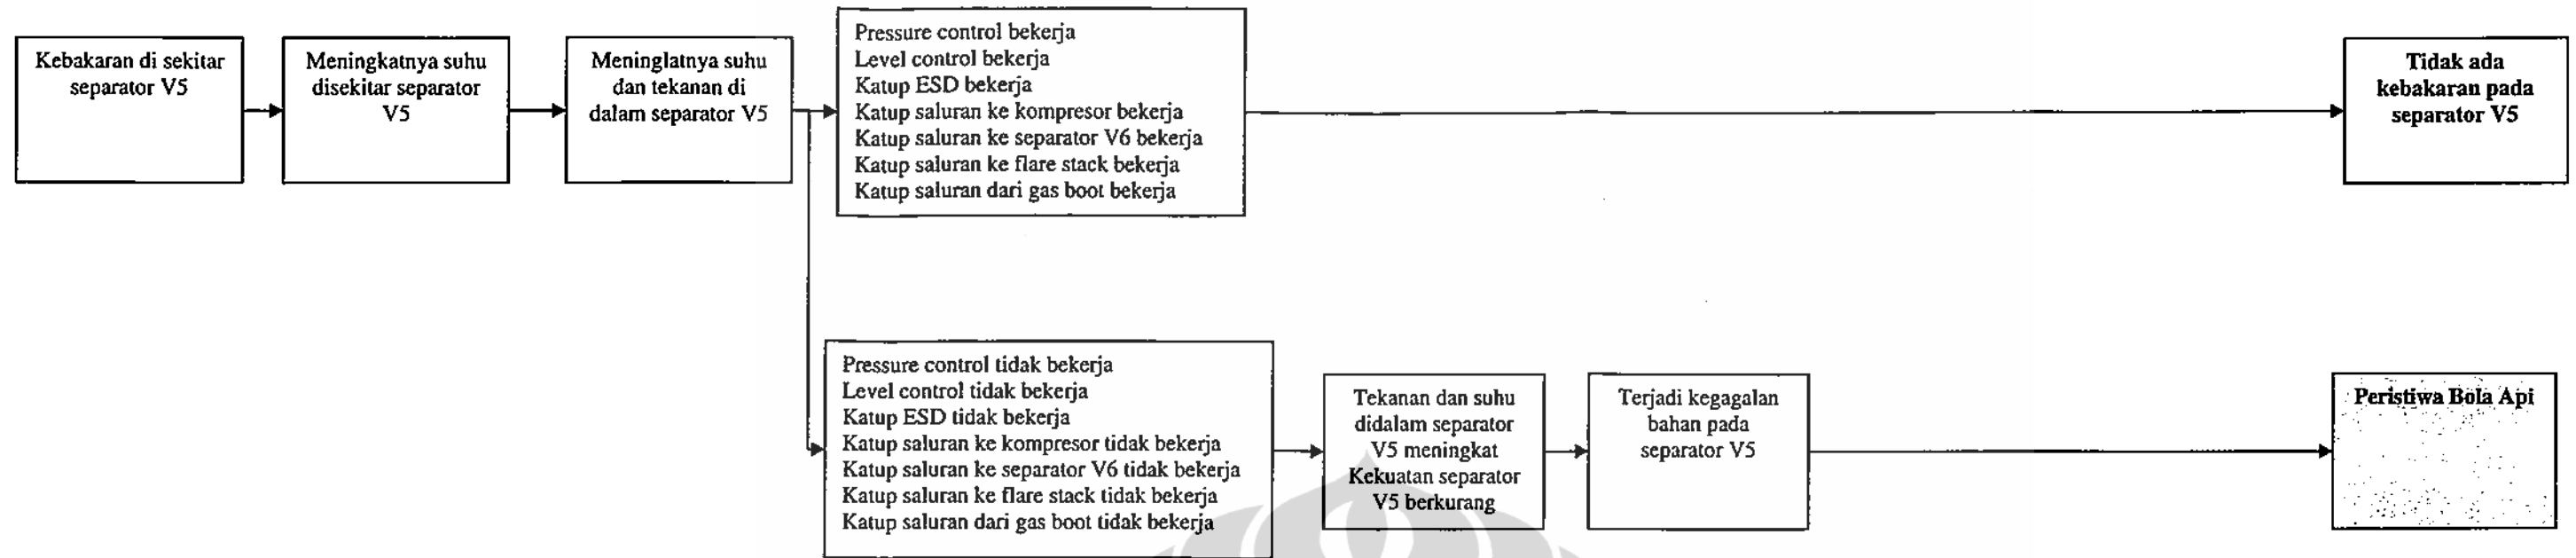 Kebakaran di sekitar
separator V5
Meningkatnya suhu
disekitar separator
V5
Meninglatnya suhu
dan tekanan di
dalam separator V5
Pressure control bekerja
Level control bekerja
Katup ESD bekerja
Katup saluran ke kompresor bekerja
Katup saluran ke separator V6 bekerja
Katup saluran ke flare stack bekerja
Katup saluran dari gas boot bekerja
Tidak ada
kebakaran pada
separator V5
Pressure control tidak bekerja
Level control tidak bekerja
Katup ESD tidak bekerja
Katup saluran ke kompresor tidak bekerja
Katup saluran ke separator V6 tidak bekerja
Katup saluran ke flare stack tidak bekerja
Katup saluran dari gas boot tidak bekerja
Tekanan dan suhu
didalam separator
V5 meningkat
Kekuatan separator
V5 berkurang
Terjadi kegagalan
bahan pada
separator V5
Peristiwa Bola Api